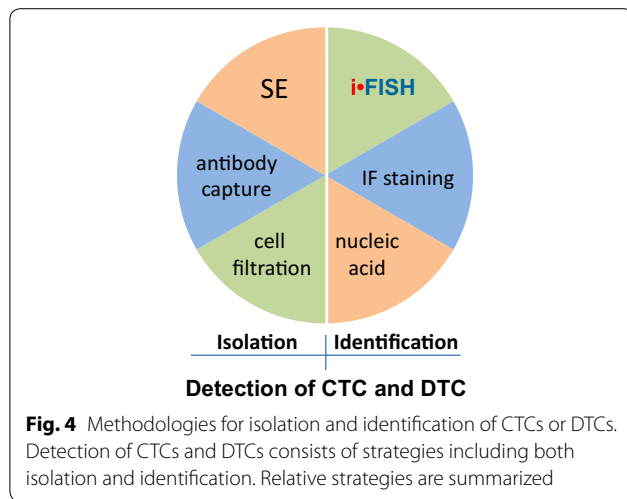 SE
i•FISH
antibody
capture
IF staining
cell
filtration
nucleic
acid
Isolation
Identification
Detection of CTC and DTC
Fig. 4 Methodologies for isolation and identification of CTCs or DTCs.
Detection of CTCs and DTCs consists of strategies including both
isolation and identification. Relative strategies are summarized